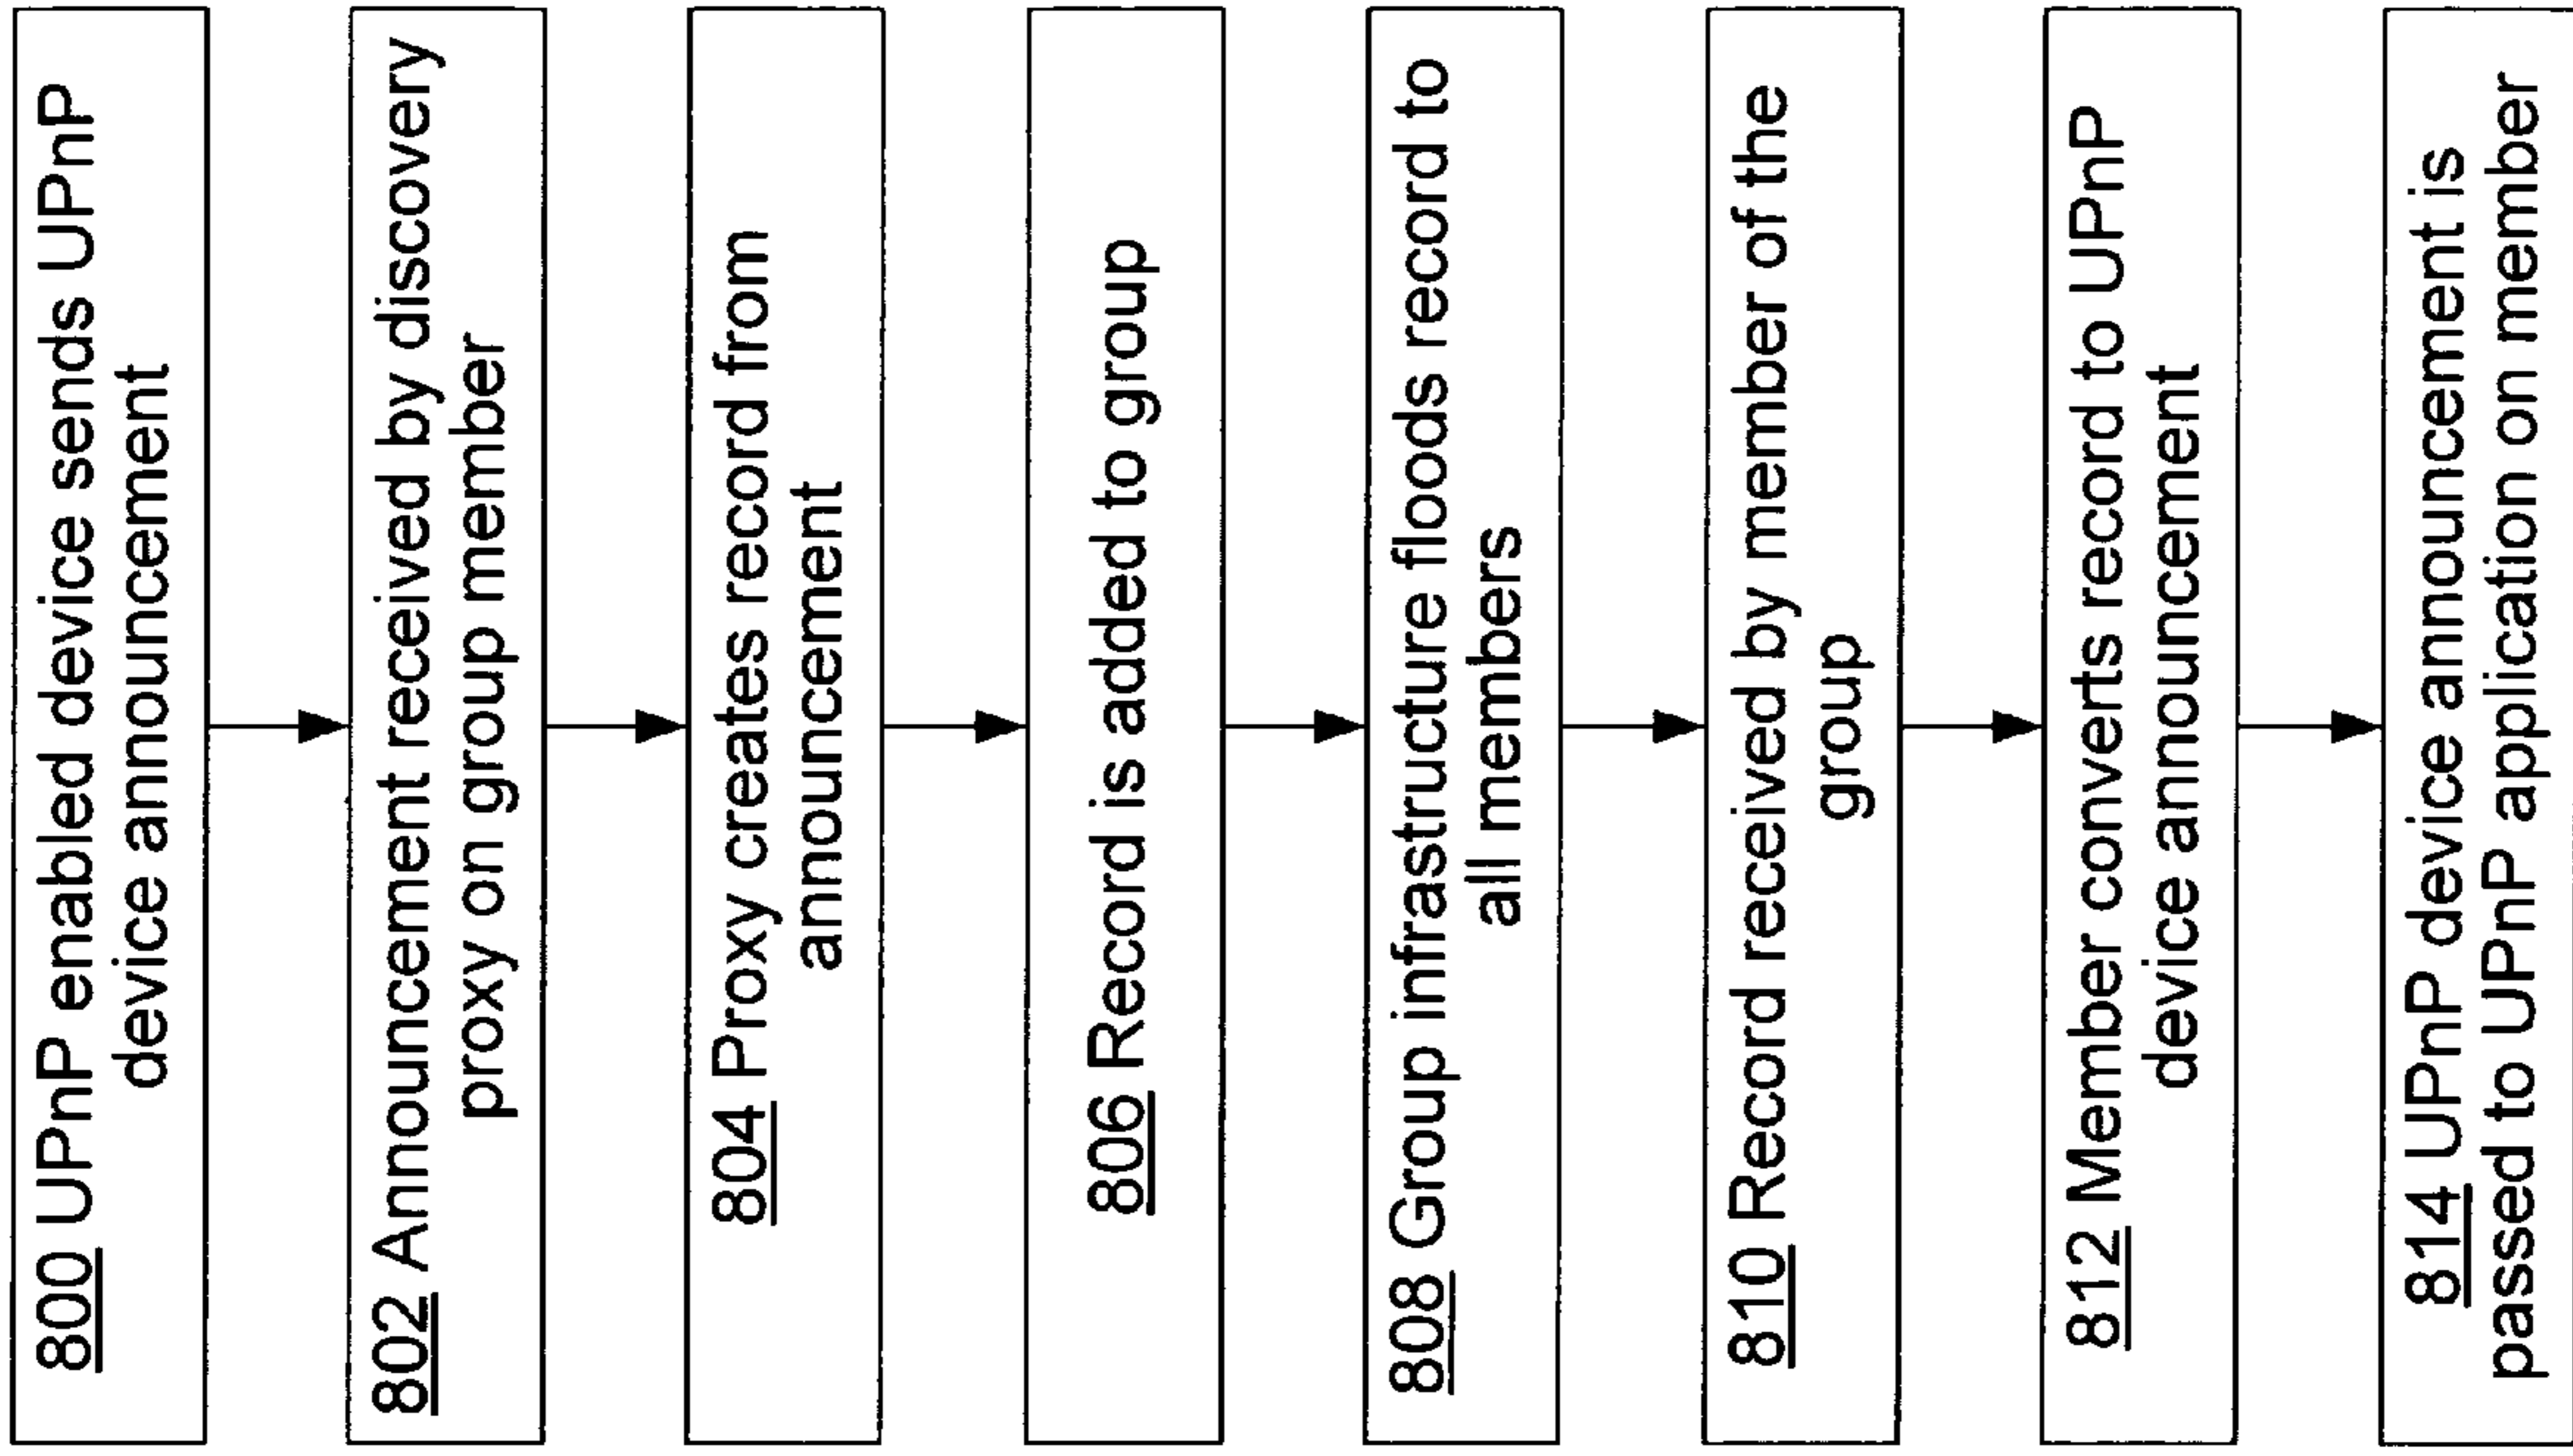 800 UPnP enabled device sends UPnP
device announcement
802 Announcement received by discovery
proxy on group member
804 Proxy creates record from
announcement
806 Record is added to group
808 Group infrastructure floods record to
all members
810 Record received by member of the
group
812 Member converts record to UPnP
device announcement
814 UPnP device announcement is
passed to UPnP application on member